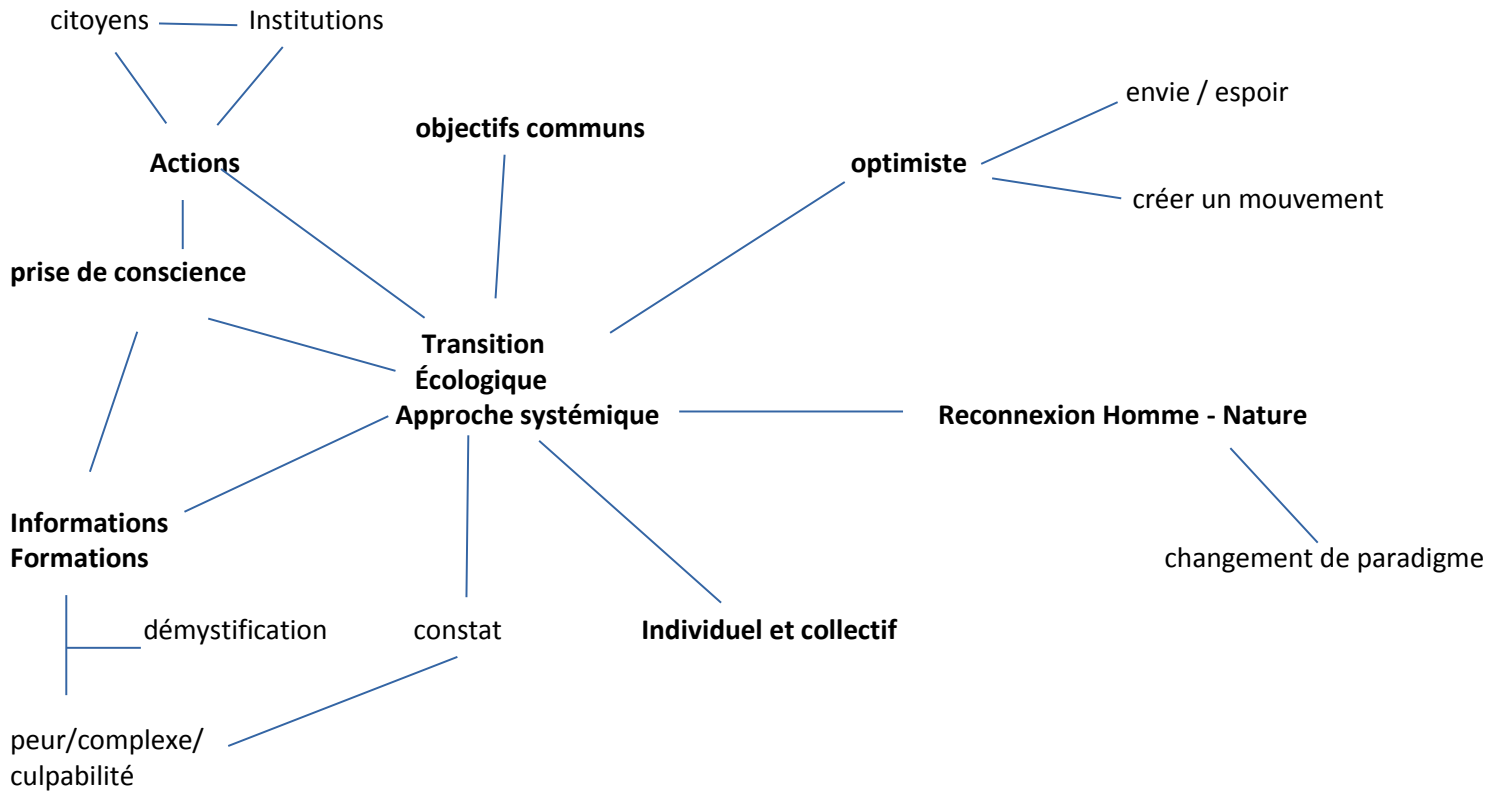 citoyens
Institutions
envie / espoir
objectifs communs
Actions
optimiste
créer un mouvement
prise de conscience
Transition
Écologique
Approche systémique
Reconnexion Homme - Nature
Informations
Formations
changement de paradigme
démystification
constat
Individuel et collectif
peur/complexe/
culpabilité